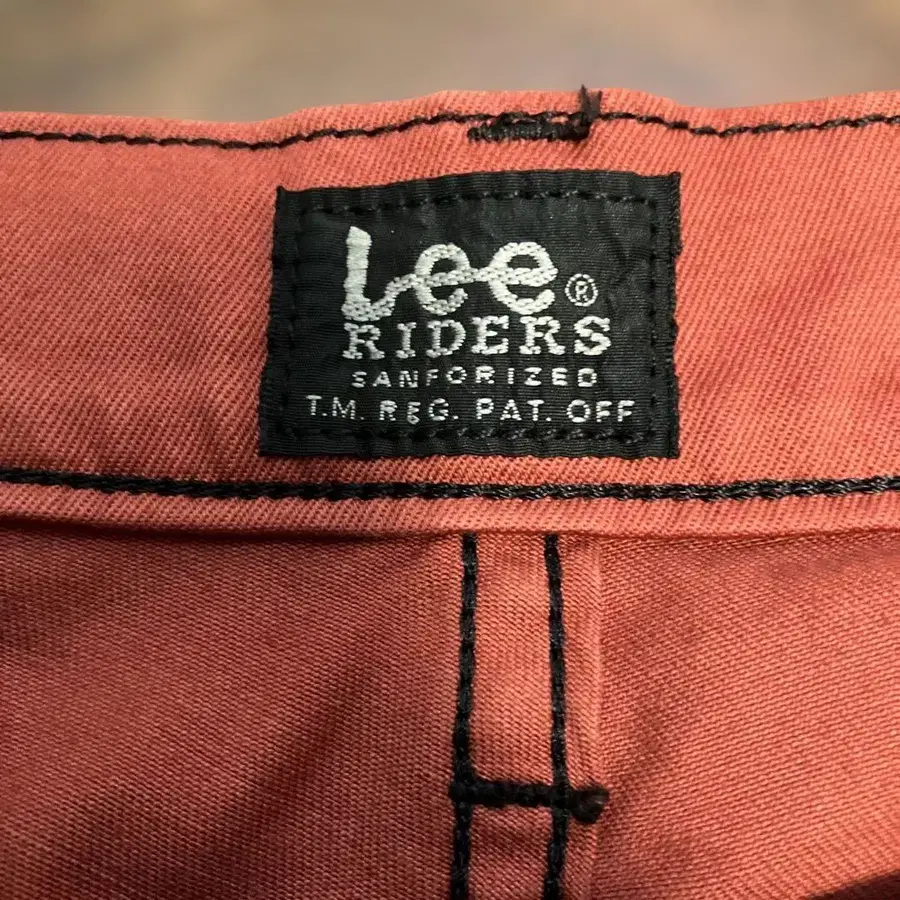 Lee®
RIDERS
SANFORIZED
T.M. REG. PAT. OFF